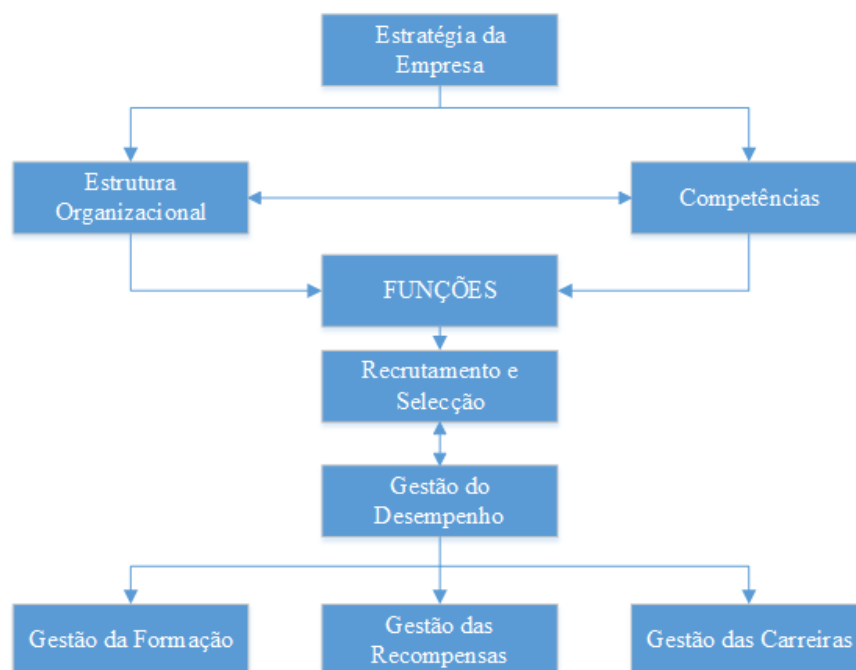 Estratégia da
Empresa
Estrutura
Organizacional
Competências
FUNÇÕES
Recrutamento e
Selecção
Gestão do
Desempenho
Gestão da Formação
Gestão das
Recompensas
Gestão das Carreiras